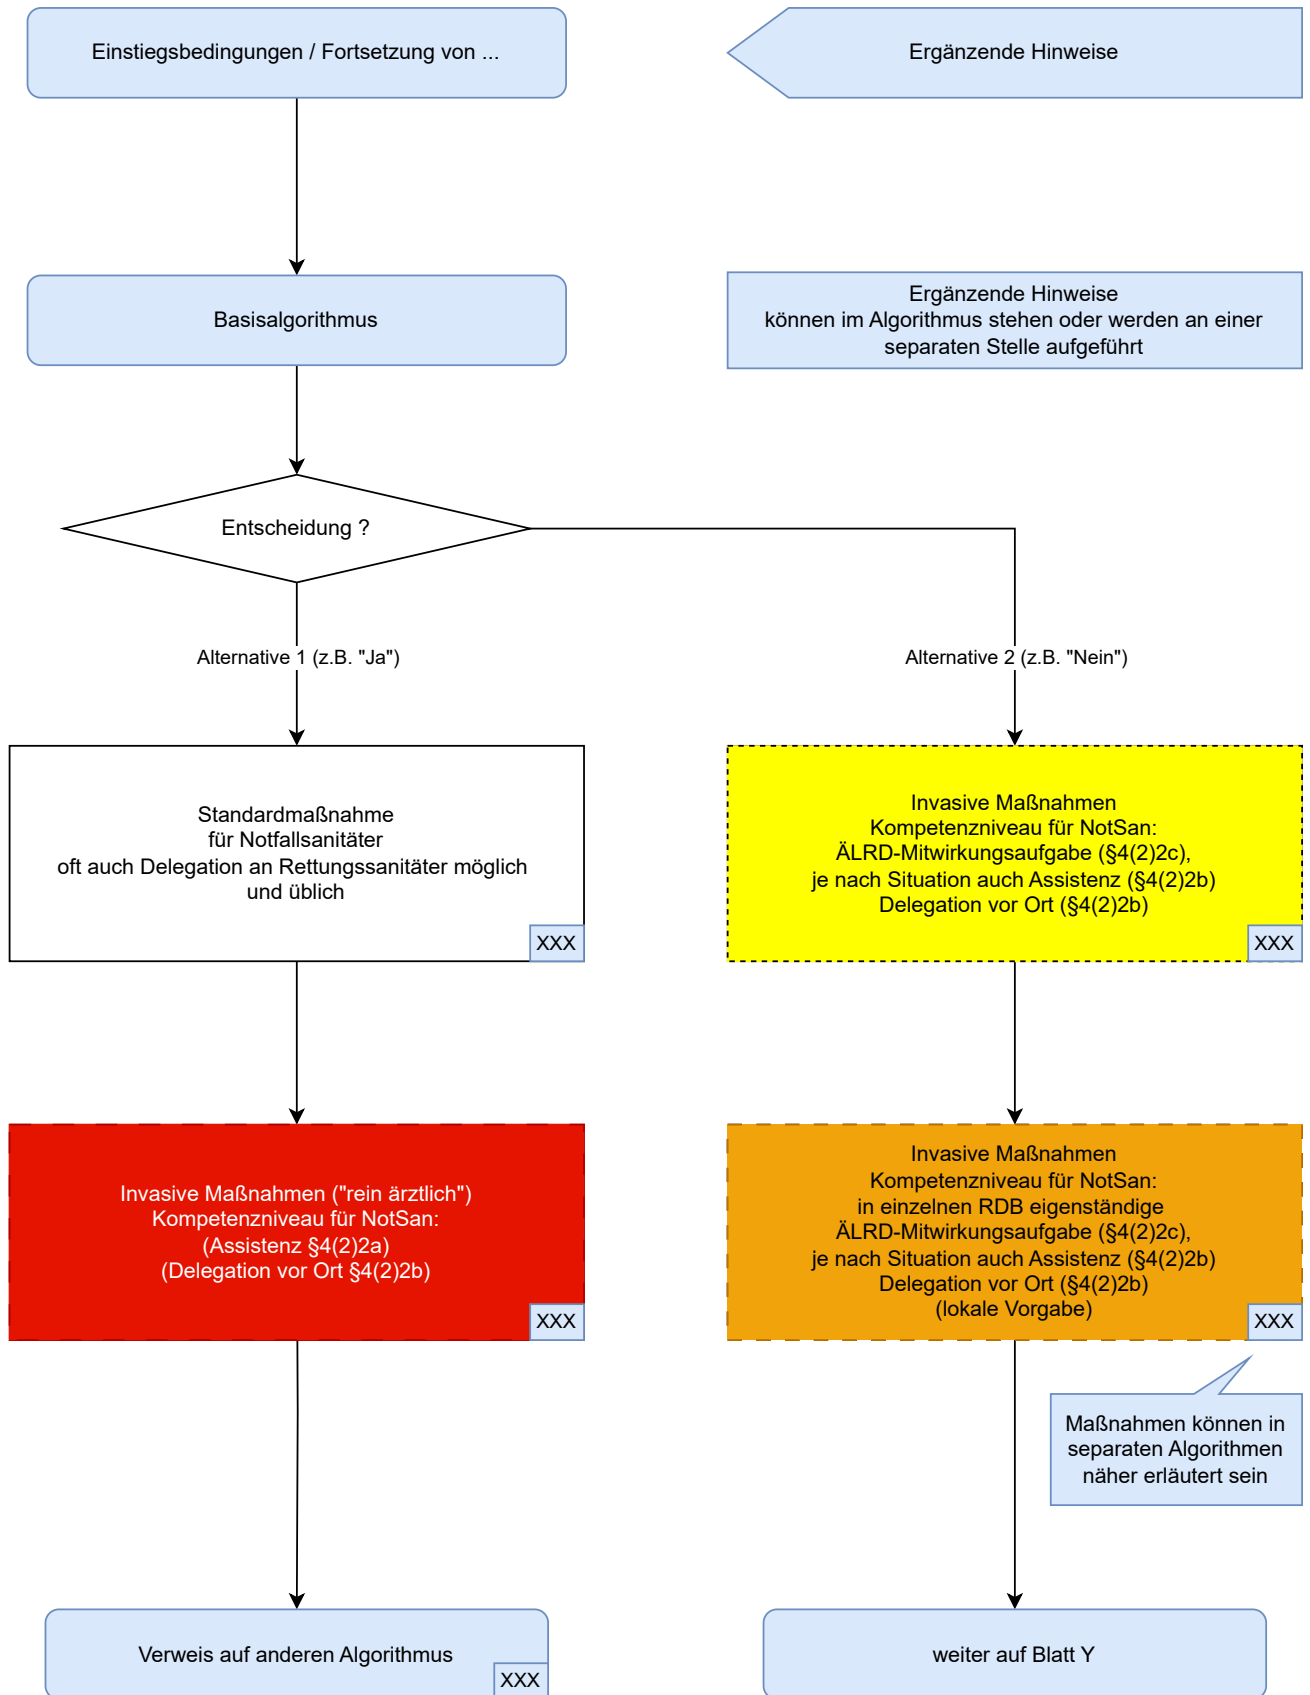 Einstiegsbedingungen / Fortsetzung von ...
Ergänzende Hinweise
Basisalgorithmus
Ergänzende Hinweise
können im Algorithmus stehen oder werden an einer
separaten Stelle aufgeführt
Entscheidung ?
Alternative 1 (z.B. "Ja")
Alternative 2 (z.B. "Nein")
Standardmaßnahme
für Notfallsanitäter
oft auch Delegation an Rettungssanitäter möglich
und üblich
XXX
Invasive Maßnahmen
Kompetenzniveau für NotSan:
ÄLRD-Mitwirkungsaufgabe (§4(2)2c),
je nach Situation auch Assistenz (§4(2)2b)
Delegation vor Ort (§4(2)2b)
XXX
Invasive Maßnahmen ("rein ärztlich")
Kompetenzniveau für NotSan:
(Assistenz §4(2)2a)
(Delegation vor Ort §4(2)2b)
XXX
Invasive Maßnahmen
Kompetenzniveau für NotSan:
in einzelnen RDB eigenständige
ÄLRD-Mitwirkungsaufgabe (§4(2)2c),
je nach Situation auch Assistenz (§4(2)2b)
Delegation vor Ort (§4(2)2b)
(lokale Vorgabe)
XXX
Maßnahmen können in
separaten Algorithmen
näher erläutert sein
Verweis auf anderen Algorithmus
XXX
weiter auf Blatt Y